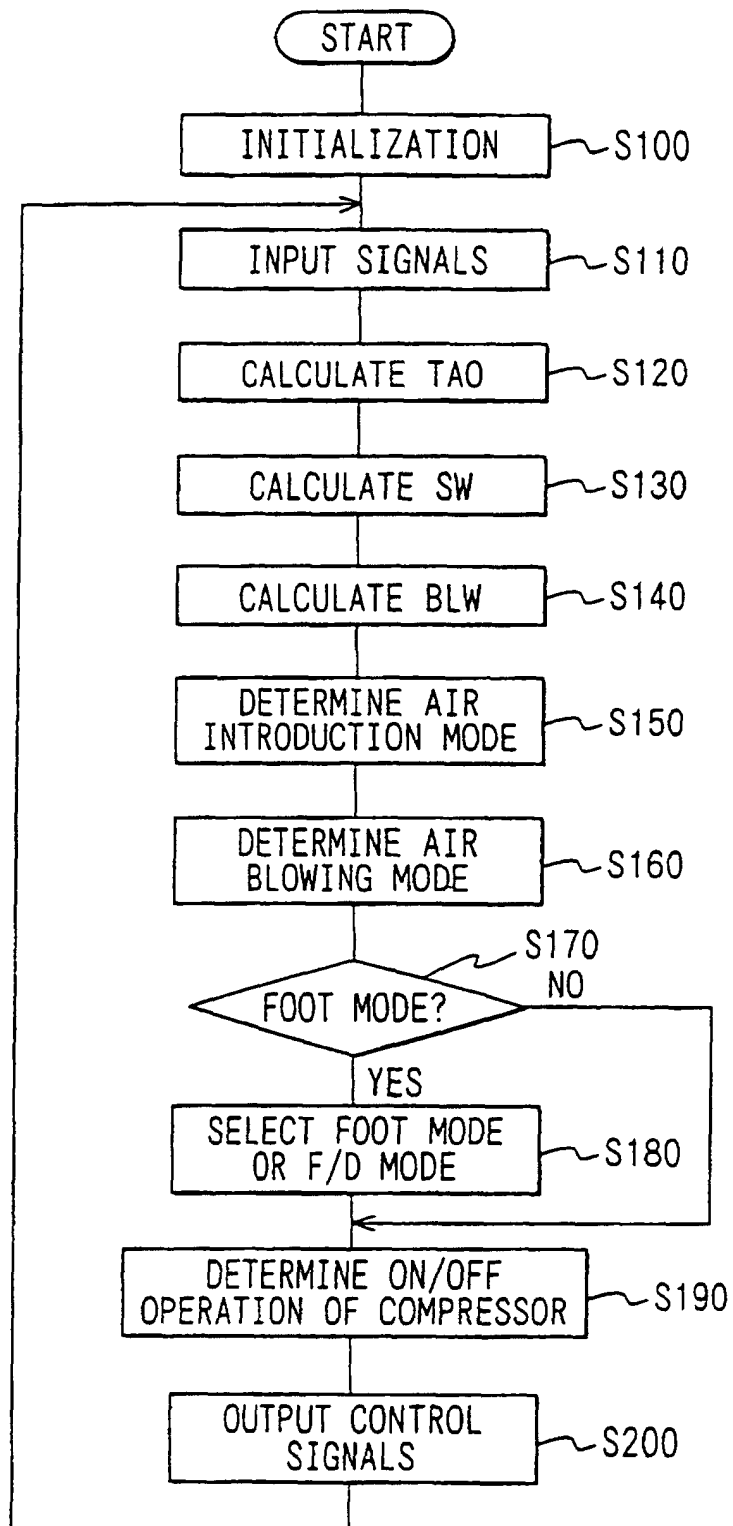 START
INITIALIZATION
S100
INPUT SIGNALS
S110
CALCULATE TAO
S120
CALCULATE SW
S130
CALCULATE BLW
S140
DETERMINE AIR
INTRODUCTION MODE
S150
DETERMINE AIR
BLOWING MODE
S160
S170
FOOT MODE?
NO
YES
SELECT FOOT MODE
OR F/D MODE
S180
DETERMINE ON/OFF
OPERATION OF COMPRESSOR
S190
OUTPUT CONTROL
SIGNALS
S200